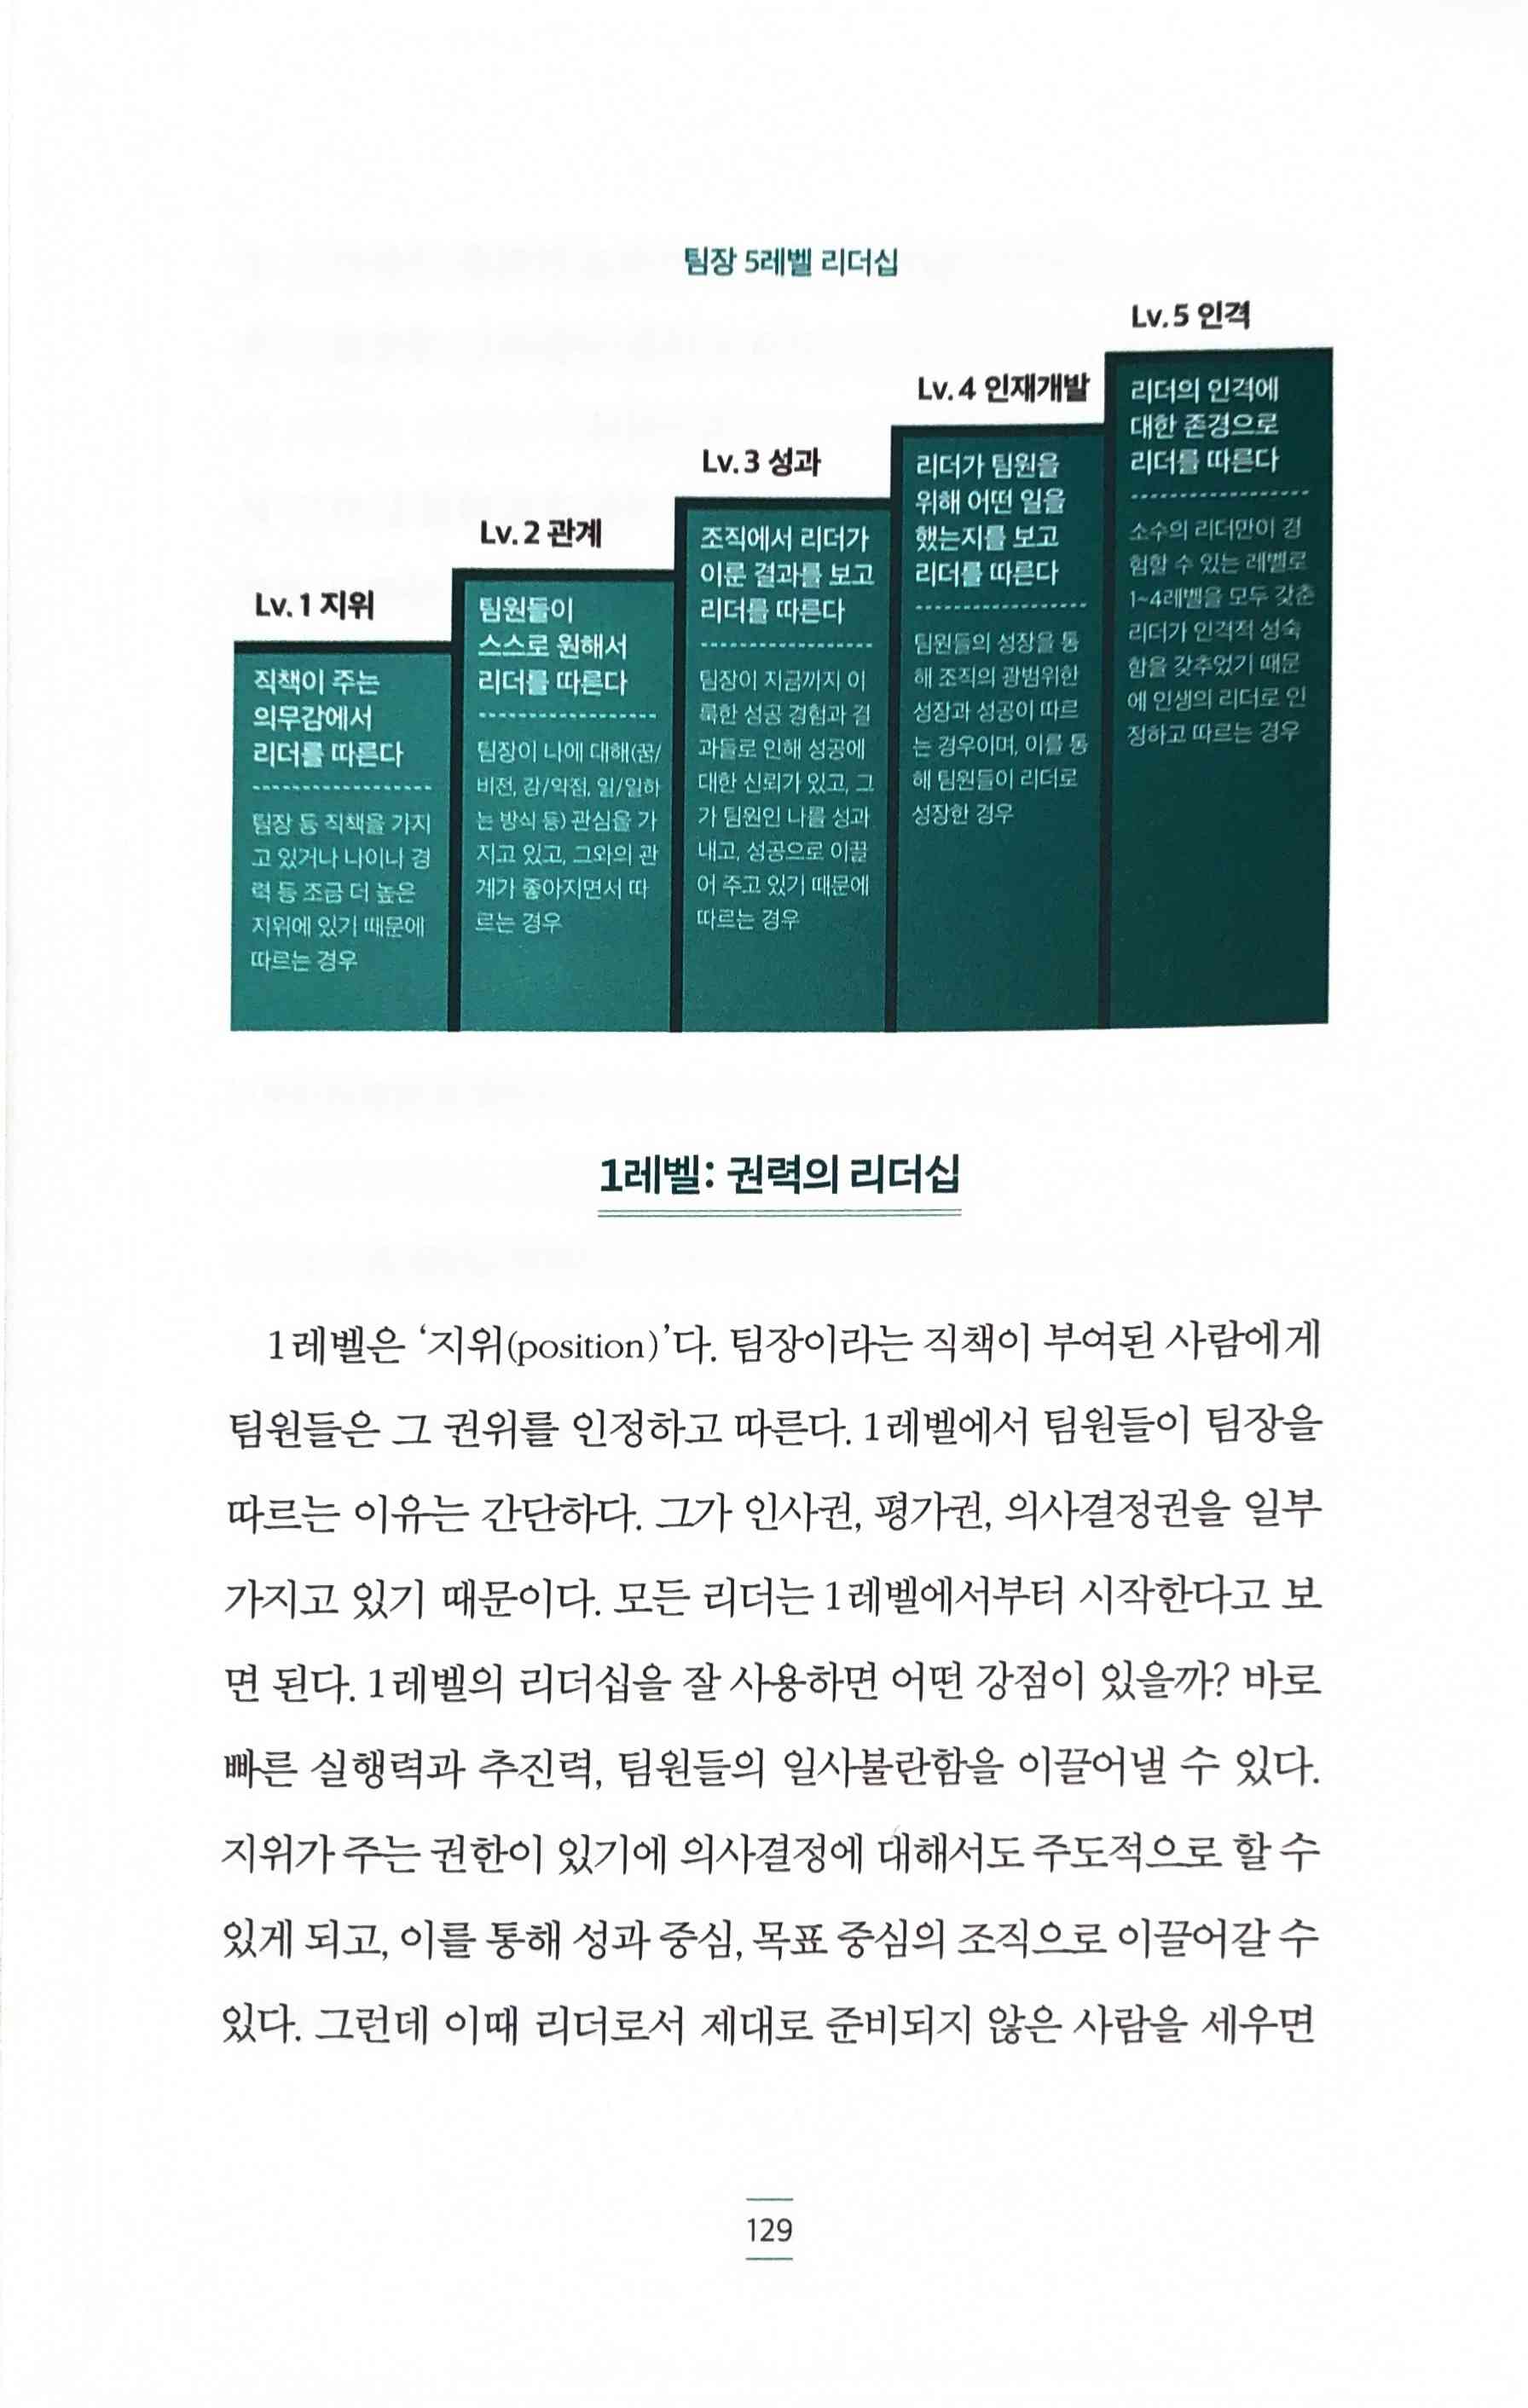 팀장 5레벨 리더십
Lv. 1 지위
직책이 주는
의무감에서
리더를 따른다
팀장 등 직책을 가지
고 있거나 나이나 경
력 등 조금 더 높은
지위에 있기 때문에
따르는 경우
Lv. 2 관계
팀원들이
스스로 원해서
리더를 따른다
팀장이 나에 대해(꿈/
비전, 강/약점, 일/일하
는 방식 등) 관심을 가
지고 있고, 그와의 관
계가 좋아지면서 따
르는 경우
Lv. 3 성과
조직에서 리더가
이룬 결과를 보고
리더를 따른다
팀장이 지금까지 이
룩한 성공 경험과 결
과들로 인해 성공에
대한 신뢰가 있고, 그
가 팀원인 나를 성과
내고, 성공으로 이끌
어 주고 있기 때문에
따르는 경우
Lv. 4 인재개발
리더가 팀원을
위해 어떤 일을
했는지를 보고
리더를 따른다
팀원들의 성장을 통
해 조직의 광범위한
성장과 성공이 따르
는 경우이며, 이를 통
해 팀원들이 리더로
성장한 경우
Lv. 5 인격
리더의 인격에
대한 존경으로
리더를 따른다
소수의 리더만이 경
험할 수 있는 레벨로
1~4레벨을 모두 갖춘
리더가 인격적 성숙
함을 갖추었기 때문
에 인생의 리더로 인
정하고 따르는 경우
1레벨: 권력의 리더십
1레벨은 ‘지위(position)’다. 팀장이라는 직책이 부여된 사람에게
팀원들은 그 권위를 인정하고 따른다. 1레벨에서 팀원들이 팀장을
따르는 이유는 간단하다. 그가 인사권, 평가권, 의사결정권을 일부
가지고 있기 때문이다. 모든 리더는 1레벨에서부터 시작한다고 보
면 된다. 1레벨의 리더십을 잘 사용하면 어떤 강점이 있을까? 바로
빠른 실행력과 추진력, 팀원들의 일사불란함을 이끌어낼 수 있다.
지위가 주는 권한이 있기에 의사결정에 대해서도 주도적으로 할 수
있게 되고, 이를 통해 성과 중심, 목표 중심의 조직으로 이끌어갈 수
있다. 그런데 이때 리더로서 제대로 준비되지 않은 사람을 세우면
129